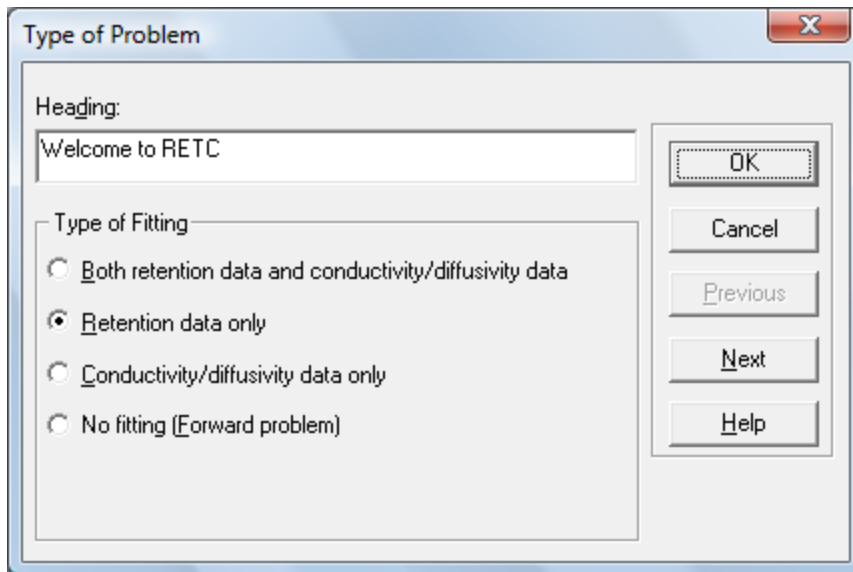 Type of Problem
Heading:
Welcome to RETC
Type of Fitting
Both retention data and conductivity/diffusivity data
Retention data only
Conductivity/diffusivity data only
No fitting (Forward problem)
OK
Cancel
Previous
Next
Help